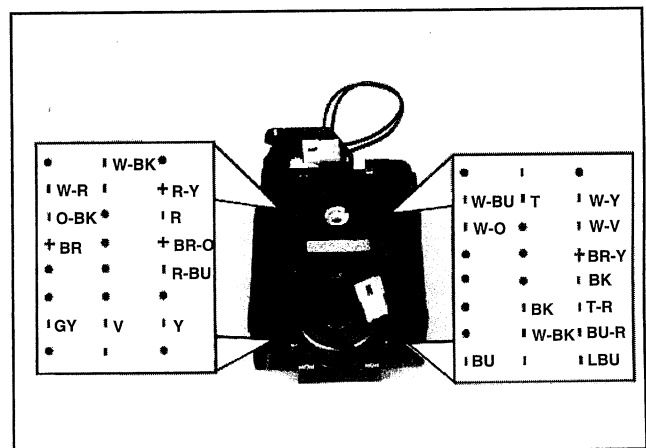 W-BK
W-R R-Y
O-BK R
BR BR-O
R-BU
GY V Y
W-BU T W-Y
W-O W-V
BR-Y
BK
BK T-R
W-BK BU-R
BU LBU